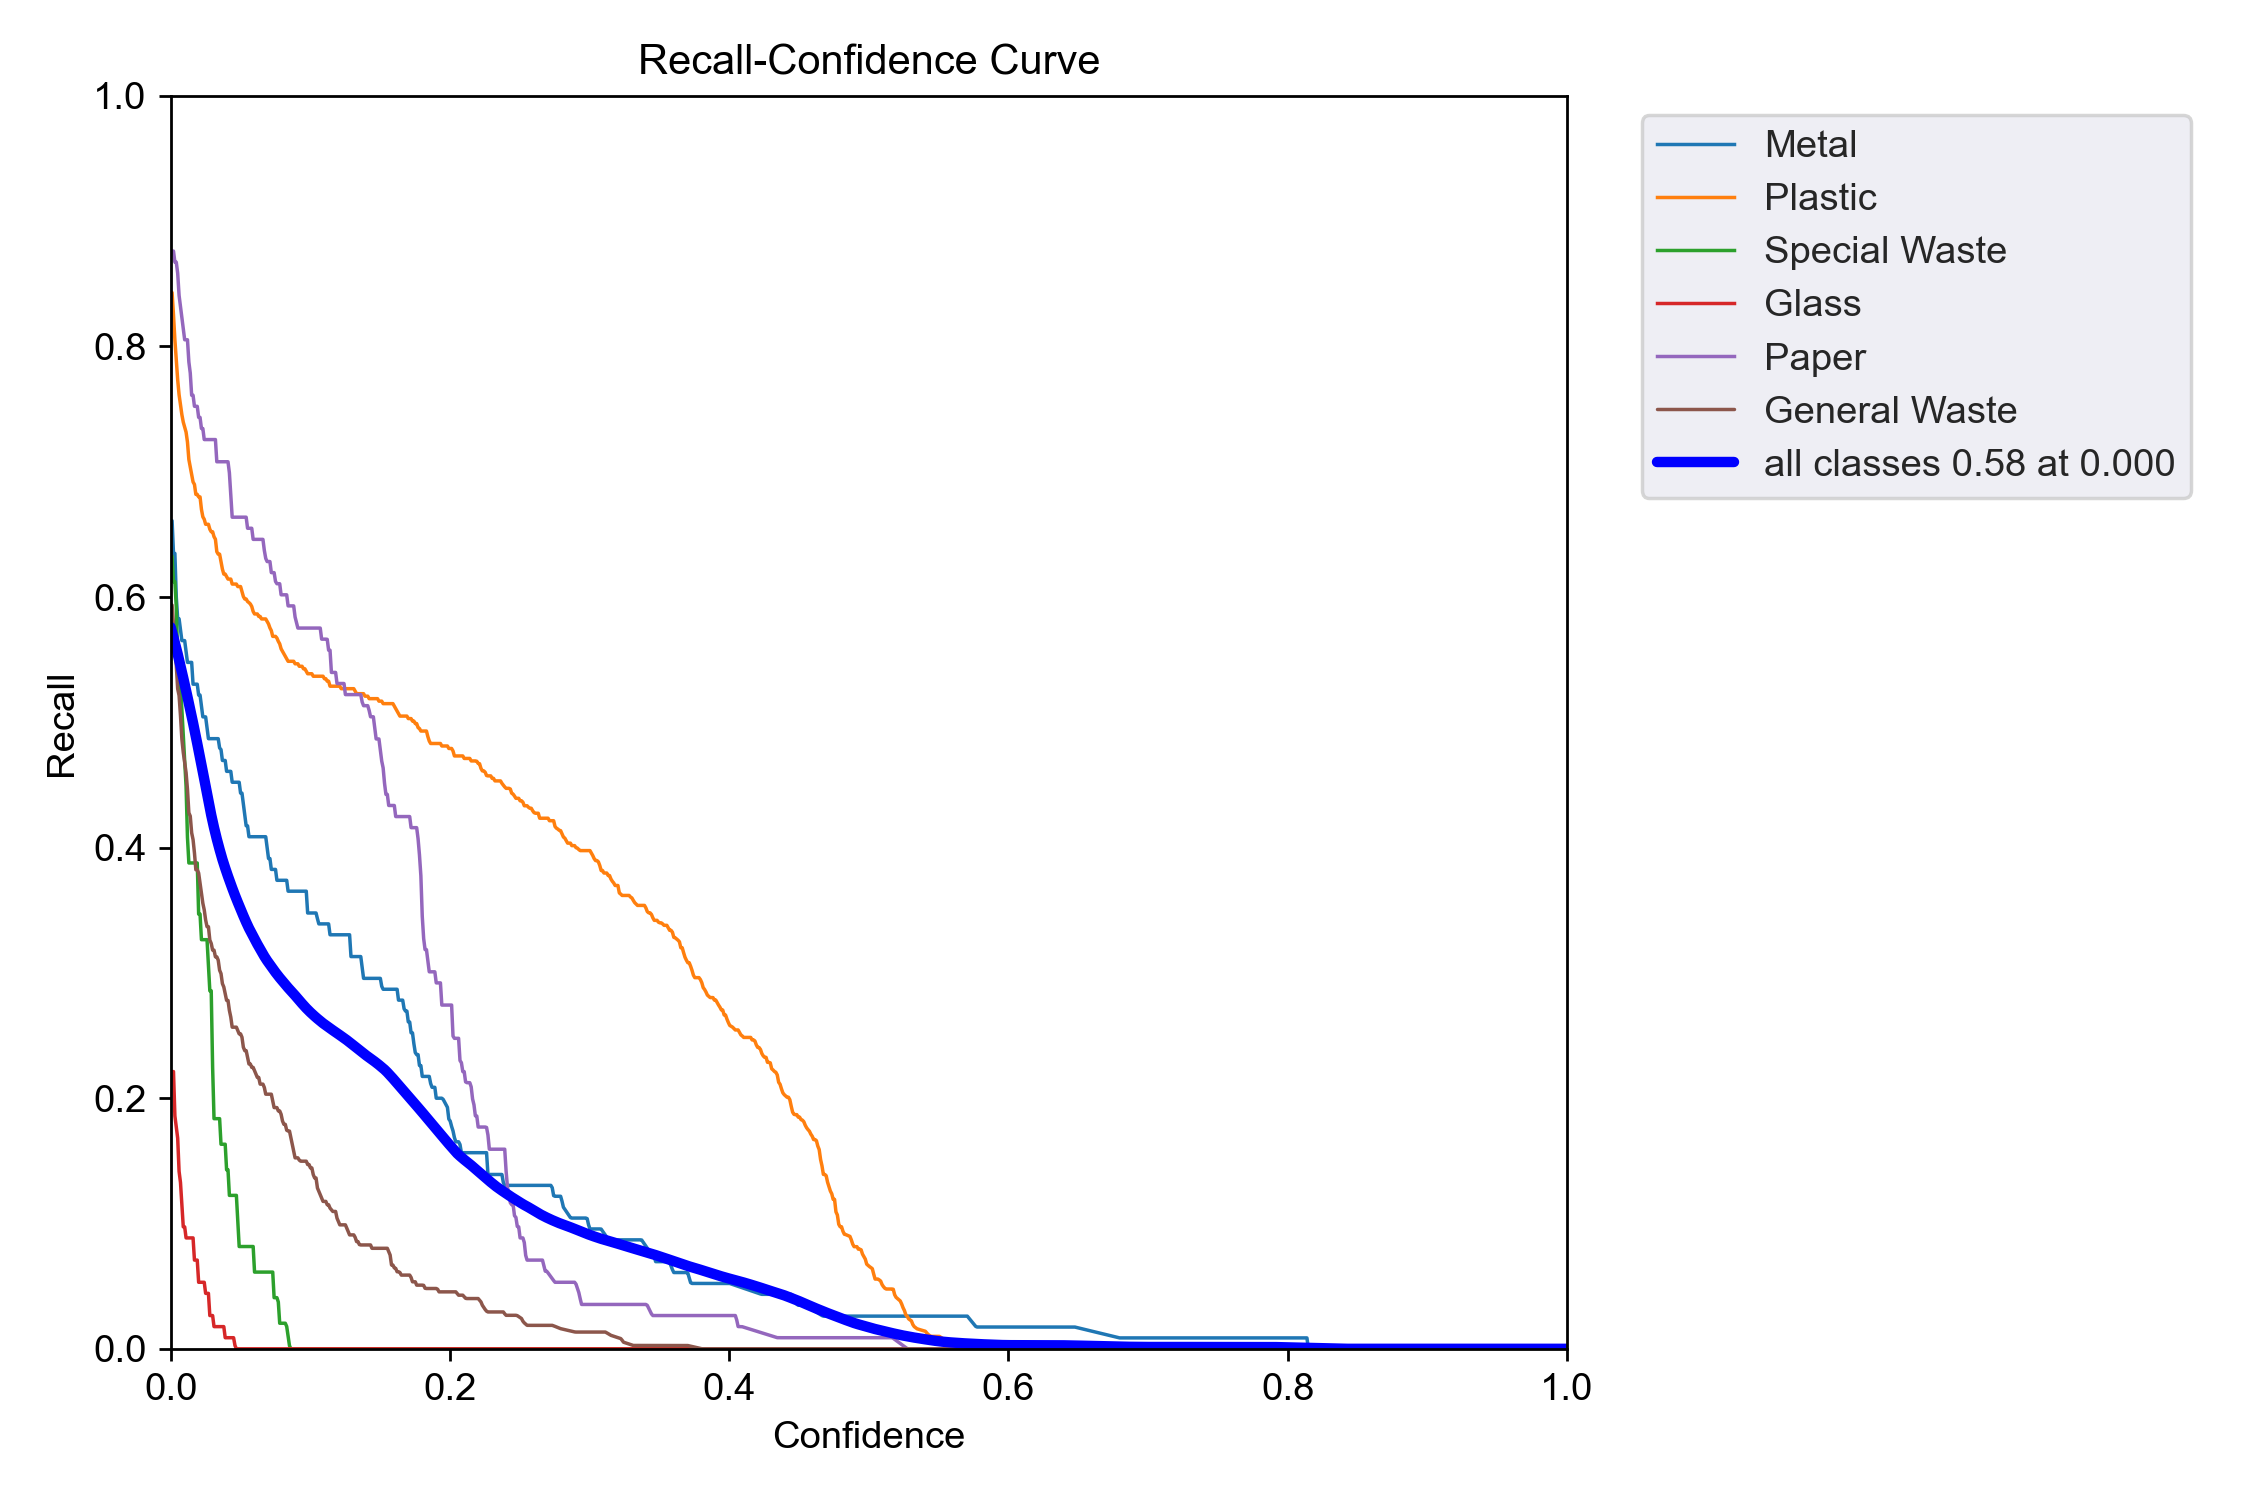 Recall-Confidence Curve
1.0
0.8
0.6
0.4
0.2
0.0
Recall
0.0 0.2 0.4 0.6 0.8 1.0
Confidence
Metal
Plastic
Special Waste
Glass
Paper
General Waste
all classes 0.58 at 0.000